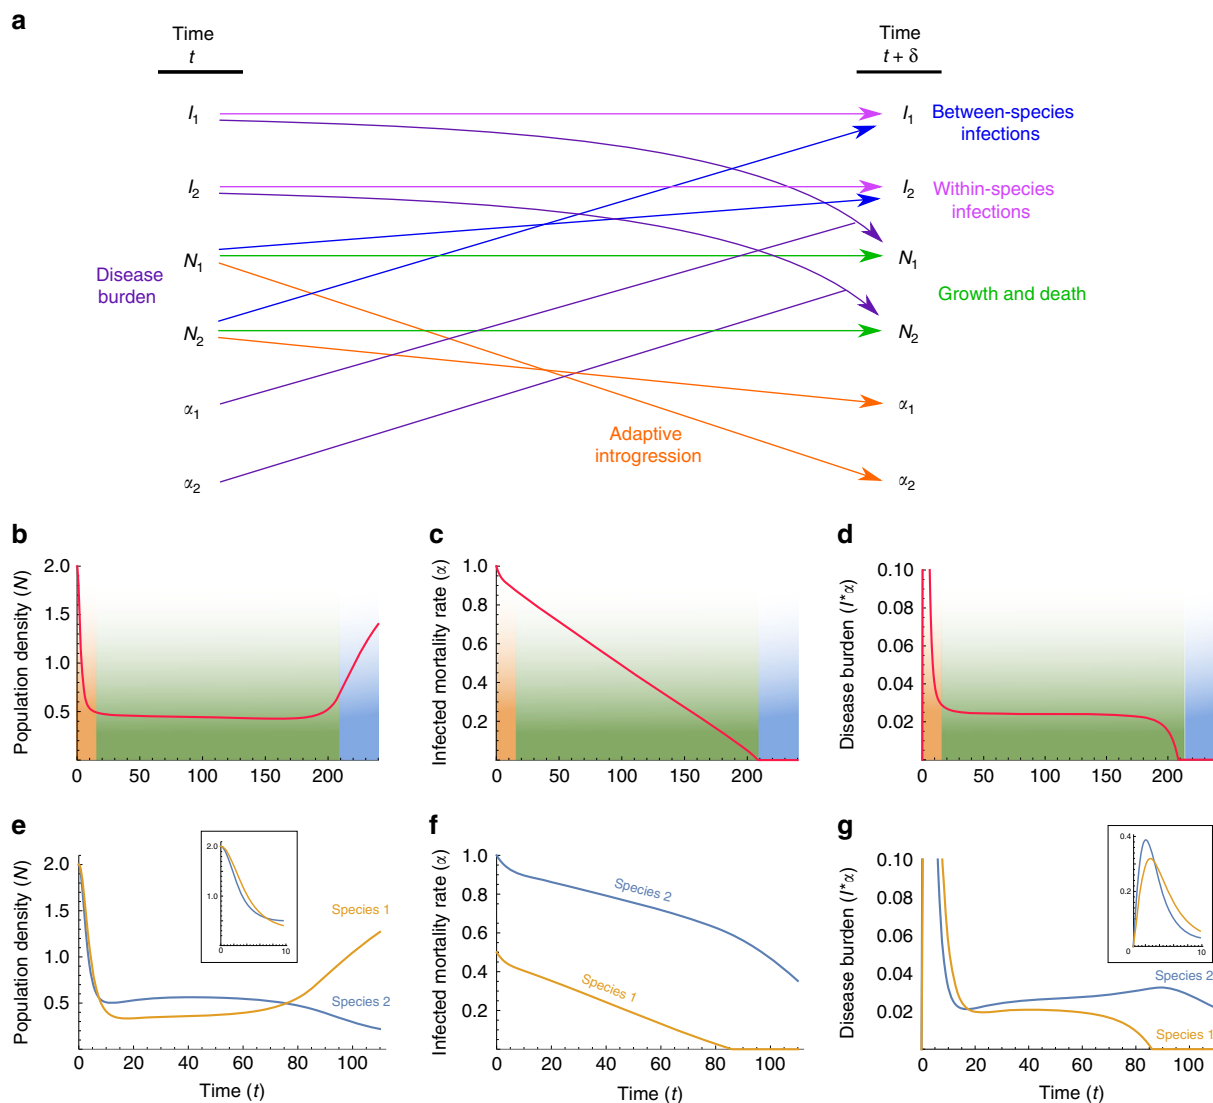 a
Time
t
Time
t + δ
I1
I1
Between-species
infections
I2
I2
Within-species
infections
N1
N1
Disease
burden
Growth and death
N2
N2
α1
α1
Adaptive
introgression
α2
α2
b
Population density (N)
2.0
1.5
1.0
0.5
0
50
100
150
200
c
Infected mortality rate (α)
1.0
0.8
0.6
0.4
0.2
0
50
100
150
200
d
Disease burden (I*α)
0.10
0.08
0.06
0.04
0.02
0
50
100
150
200
e
Population density (N)
2.0
1.5
1.0
0.5
0
20
40
60
80
100
Time (t)
2.0
1.0
0
10
Species 1
Species 2
f
Infected mortality rate (α)
1.0
0.8
0.6
0.4
0.2
0
20
40
60
80
100
Time (t)
Species 2
Species 1
g
Disease burden (I*α)
0.10
0.08
0.06
0.04
0.02
0
20
40
60
80
100
Time (t)
0.4
0.2
0
10
Species 2
Species 1